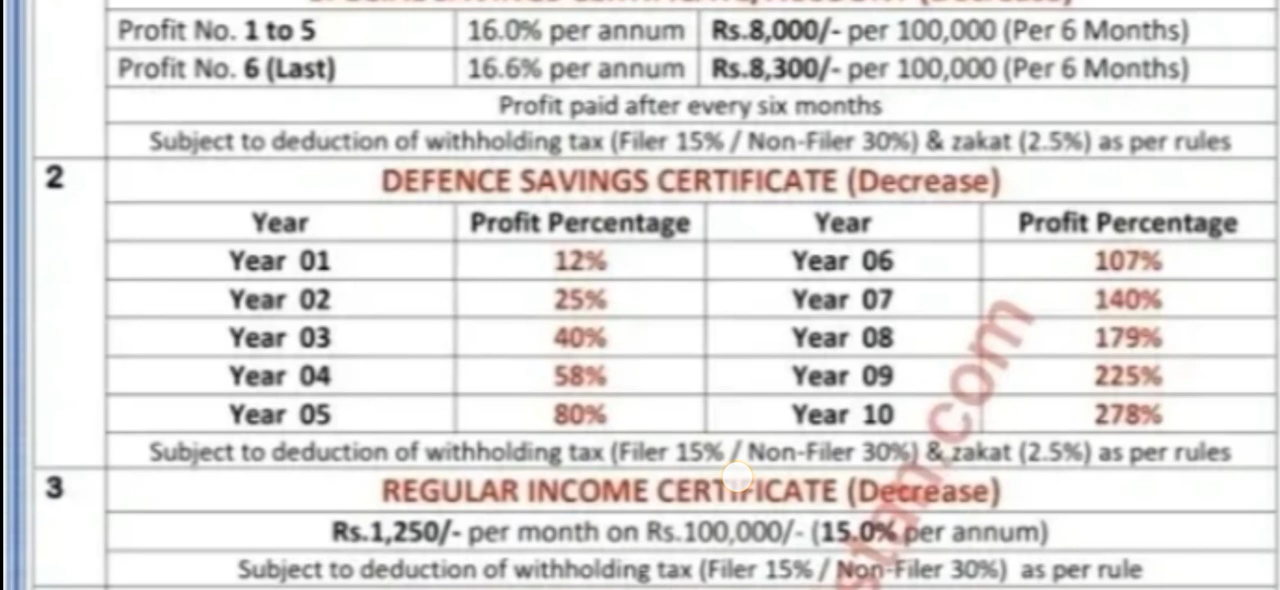 SPECIAL SAVINGS CERTIFICATE/ACCOUNT (Decrease)
Profit No. 1 to 5 16.0% per annum Rs.8,000/- per 100,000 (Per 6 Months)
Profit No. 6 (Last) 16.6% per annum Rs.8,300/- per 100,000 (Per 6 Months)
Profit paid after every six months
Subject to deduction of withholding tax (Filer 15% / Non-Filer 30%) & zakat (2.5%) as per rules
2 DEFENCE SAVINGS CERTIFICATE (Decrease)
Year Profit Percentage Year Profit Percentage
Year 01 12% Year 06 107%
Year 02 25% Year 07 140%
Year 03 40% Year 08 179%
Year 04 58% Year 09 225%
Year 05 80% Year 10 278%
Subject to deduction of withholding tax (Filer 15% / Non-Filer 30%) & zakat (2.5%) as per rules
3 REGULAR INCOME CERTIFICATE (Decrease)
Rs.1,250/- per month on Rs.100,000/- (15.0% per annum)
Subject to deduction of withholding tax (Filer 15% / Non-Filer 30%) as per rule